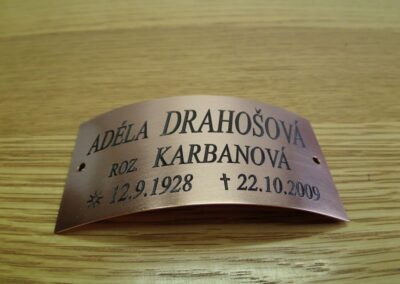 ADÉLA DRAHOŠOVÁ
ROZ KARBANOVÁ
* 12.9.1928 † 22.10.2009